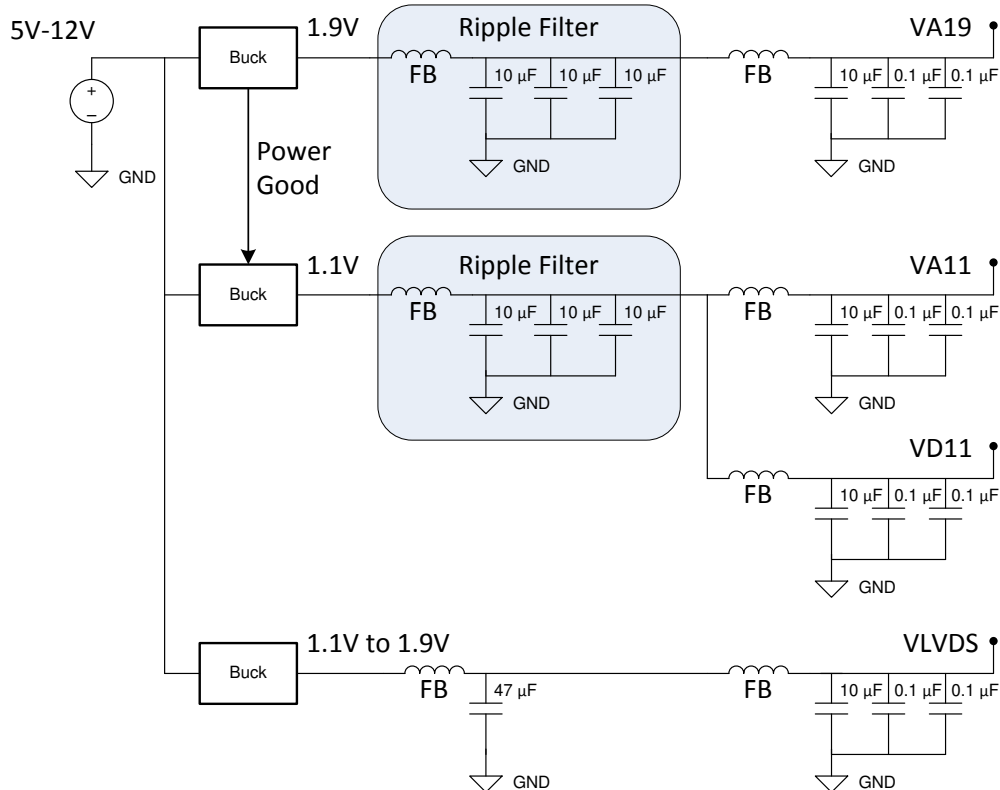 5V-12V
+
–
GND
Buck
1.9V
Ripple Filter
FB
10 µF
10 µF
10 µF
GND
FB
VA19
10 µF
0.1 µF
0.1 µF
GND
Power
Good
Buck
1.1V
Ripple Filter
FB
10 µF
10 µF
10 µF
GND
FB
VA11
10 µF
0.1 µF
0.1 µF
GND
FB
VD11
10 µF
0.1 µF
0.1 µF
GND
Buck
1.1V to 1.9V
FB
47 µF
GND
FB
VLVDS
10 µF
0.1 µF
0.1 µF
GND